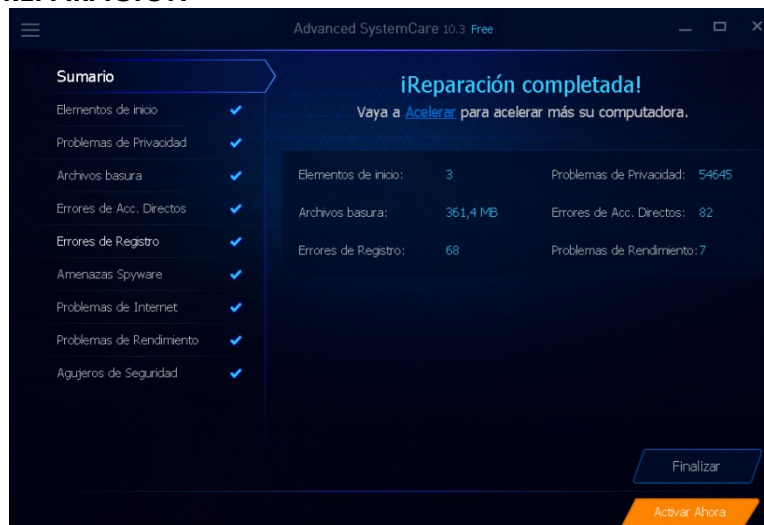 Advanced SystemCare 10.3 Free
Sumario
Elementos de inicio
Problemas de Privacidad
Archivos basura
Errores de Acc. Directos
Errores de Registro
Amenazas Spyware
Problemas de Internet
Problemas de Rendimiento
Agujeros de Seguridad
¡Reparación completada!
Vaya a Acelerar para acelerar más su computadora.
Elementos de inicio: 3 Problemas de Privacidad: 54645
Archivos basura: 361,4 MB Errores de Acc. Directos: 82
Errores de Registro: 68 Problemas de Rendimiento: 7
Finalizar
Activar Ahora